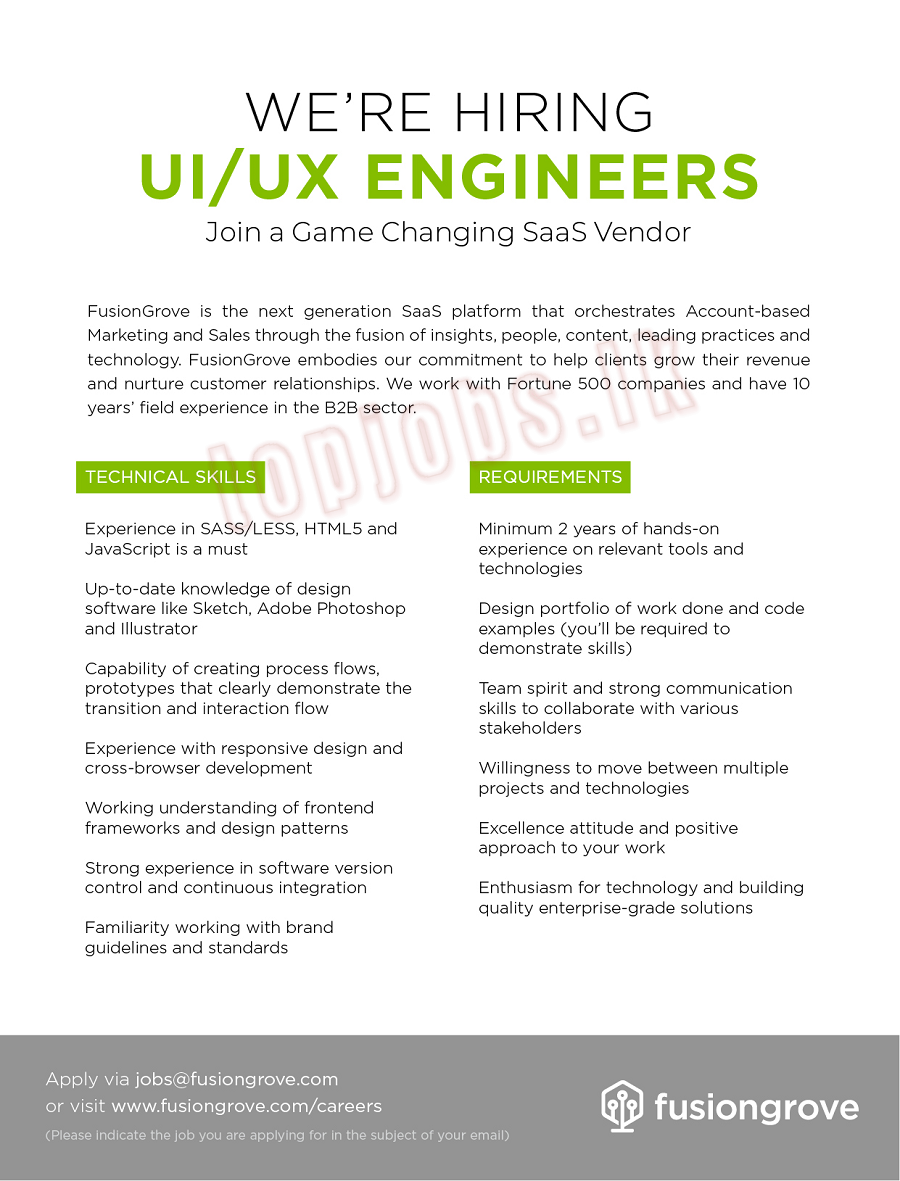 WE'RE HIRING
UI/UX ENGINEERS
Join a Game Changing SaaS Vendor
FusionGrove is the next generation SaaS platform that orchestrates Account-based
Marketing and Sales through the fusion of insights, people, content, leading practices and
technology. FusionGrove embodies our commitment to help clients grow their revenue
and nurture customer relationships. We work with Fortune 500 companies and have 10
years' field experience in the B2B sector.
topjobs.lk
TECHNICAL SKILLS
Experience in SASS/LESS, HTML5 and
JavaScript is a must
Up-to-date knowledge of design
software like Sketch, Adobe Photoshop
and Illustrator
Capability of creating process flows,
prototypes that clearly demonstrate the
transition and interaction flow
Experience with responsive design and
cross-browser development
Working understanding of frontend
frameworks and design patterns
Strong experience in software version
control and continuous integration
Familiarity working with brand
guidelines and standards
REQUIREMENTS
Minimum 2 years of hands-on
experience on relevant tools and
technologies
Design portfolio of work done and code
examples (you'll be required to
demonstrate skills)
Team spirit and strong communication
skills to collaborate with various
stakeholders
Willingness to move between multiple
projects and technologies
Excellence attitude and positive
approach to your work
Enthusiasm for technology and building
quality enterprise-grade solutions
Apply via jobs@fusiongrove.com
or visit www.fusiongrove.com/careers
(Please indicate the job you are applying for in the subject of your email)
fusiongrove